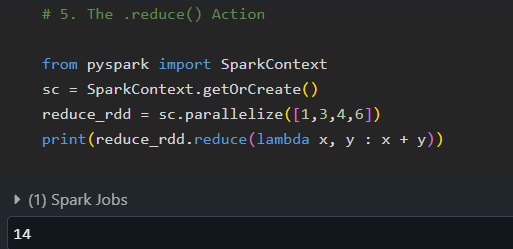 # 5. The .reduce() Action
from pyspark import SparkContext
sc = SparkContext.getOrCreate()
reduce_rdd = sc.parallelize([1,3,4,6])
print(reduce_rdd.reduce(lambda x, y : x + y))
(1) Spark Jobs
14